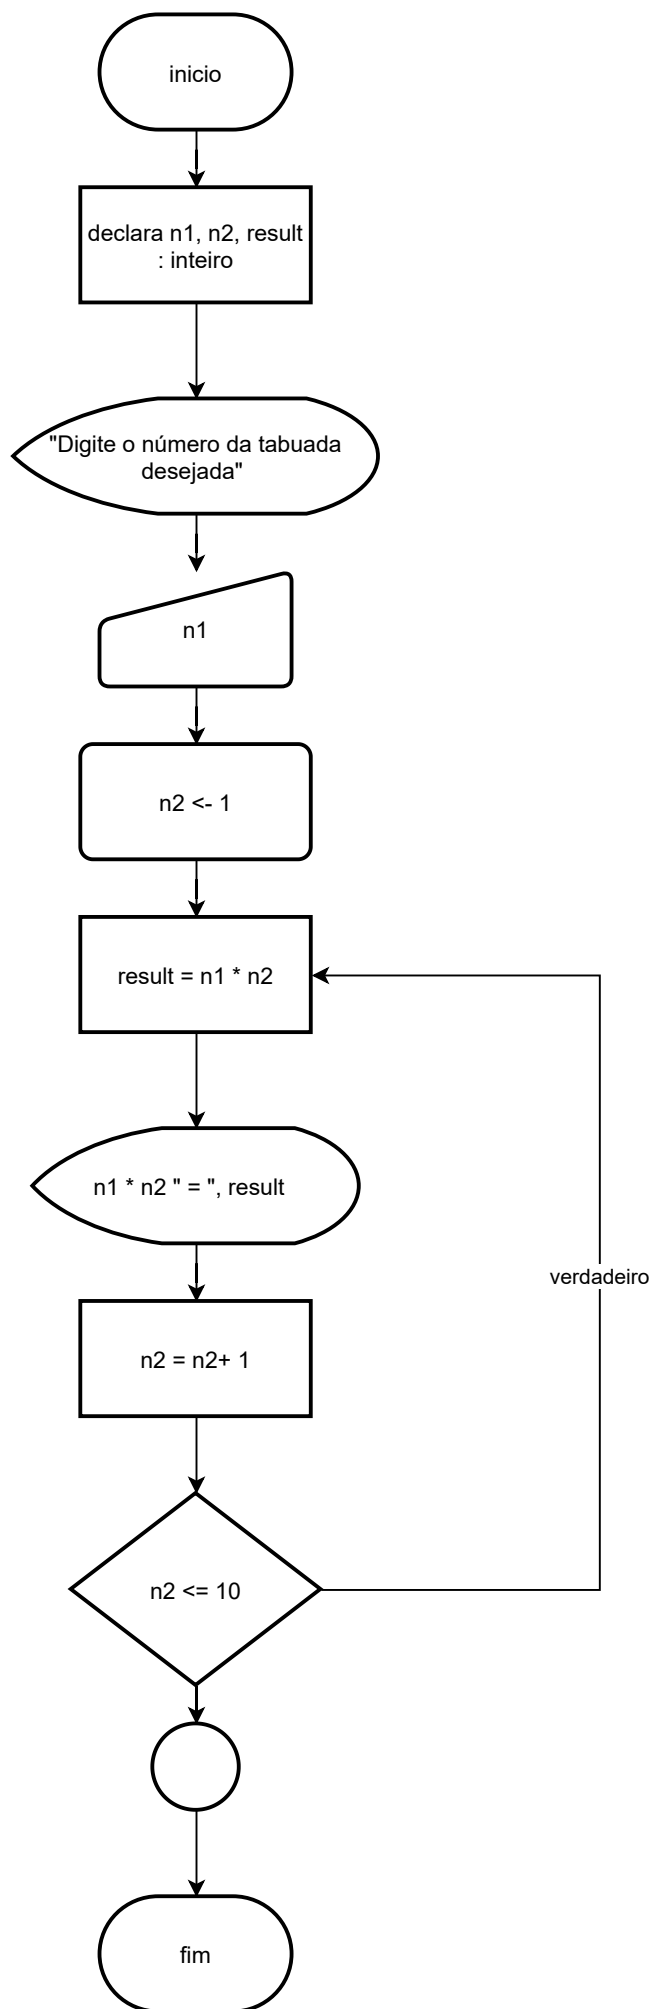 inicio
declara n1, n2, result
: inteiro
"Digite o número da tabuada
desejada"
n1
n2 <- 1
result = n1 * n2
n1 * n2 " = ", result
verdadeiro
n2 = n2+ 1
n2 <= 10
fim